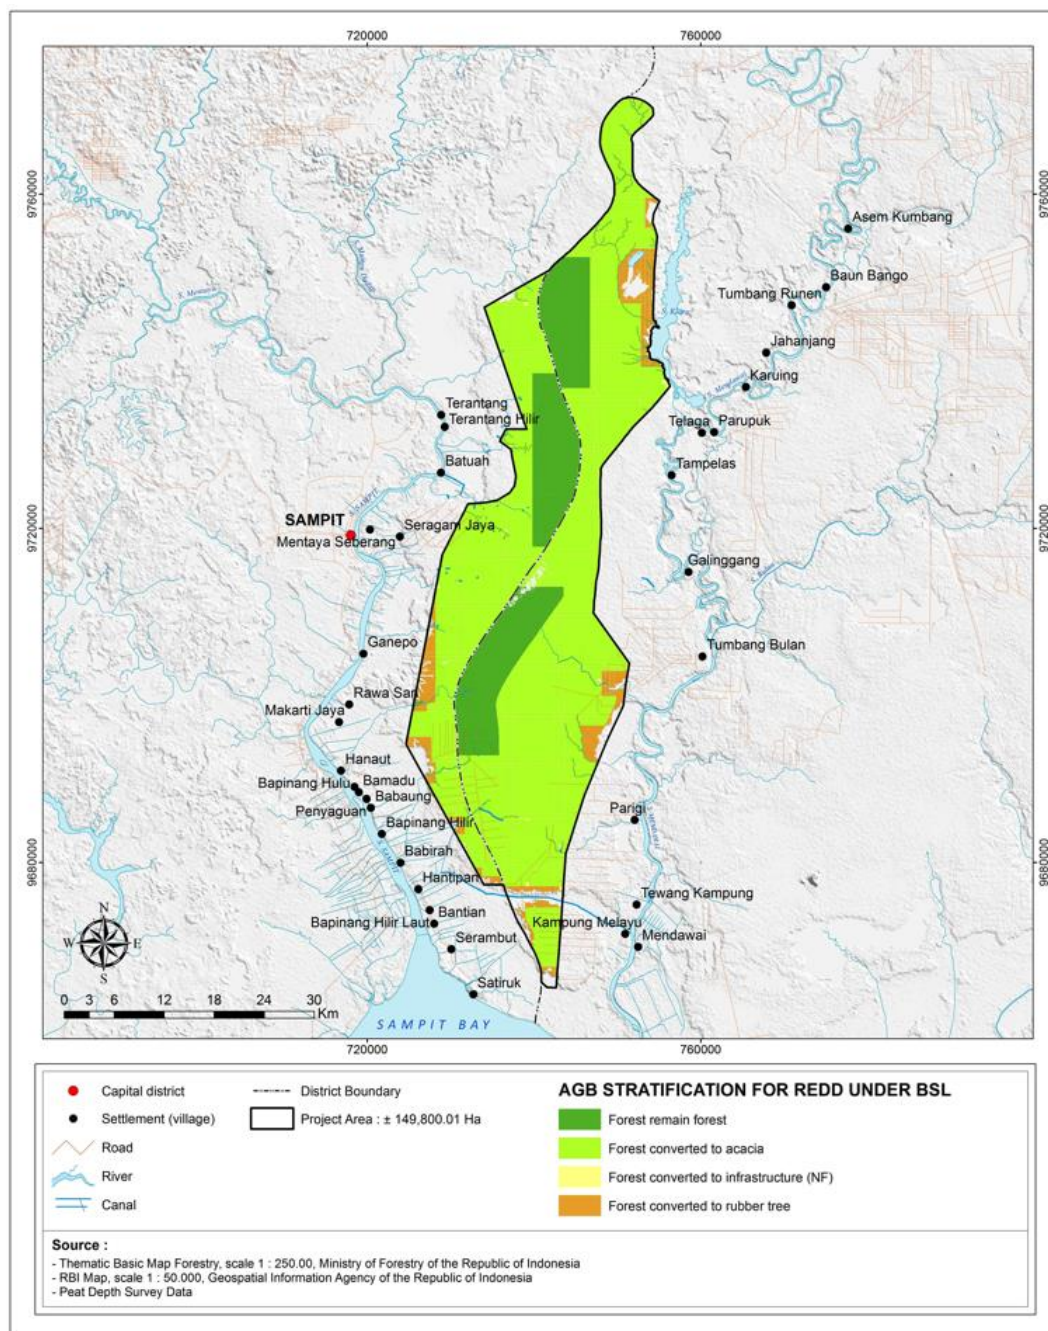 720000
760000
9760000
9760000
Asem Kumbang
Baun Bango
Tumbang Runen
Jahanjang
Karuing
Terantang
Terantang Hilir
Telaga
Parupuk
Batuah
Tampelas
S. SAMPIT
SAMPIT
Seragam Jaya
Mentaya Seberang
9720000
9720000
Galinggang
Ganepo
Tumbang Bulan
Rawa Sari
Makarti Jaya
Hanaut
Bapinang Hulu
Bamadu
Babaung
Penyaguan
Parigi
Bapinang Hilir
S. SAMPIT
Babirah
9680000
9680000
Hantipan
Tewang Kampung
Bantian
Bapinang Hilir Laut
Kampung Melayu
Mendawai
Serambut
Satiruk
N
W
E
S
0 3 6 12 18 24 30
Km
SAMPIT BAY
720000
760000
Capital district
Settlement (village)
Road
River
Canal
District Boundary
Project Area : ± 149,800.01 Ha
AGB STRATIFICATION FOR REDD UNDER BSL
Forest remain forest
Forest converted to acacia
Forest converted to infrastructure (NF)
Forest converted to rubber tree
Source :
- Thematic Basic Map Forestry, scale 1 : 250.00, Ministry of Forestry of the Republic of Indonesia
- RBI Map, scale 1 : 50.000, Geospatial Information Agency of the Republic of Indonesia
- Peat Depth Survey Data